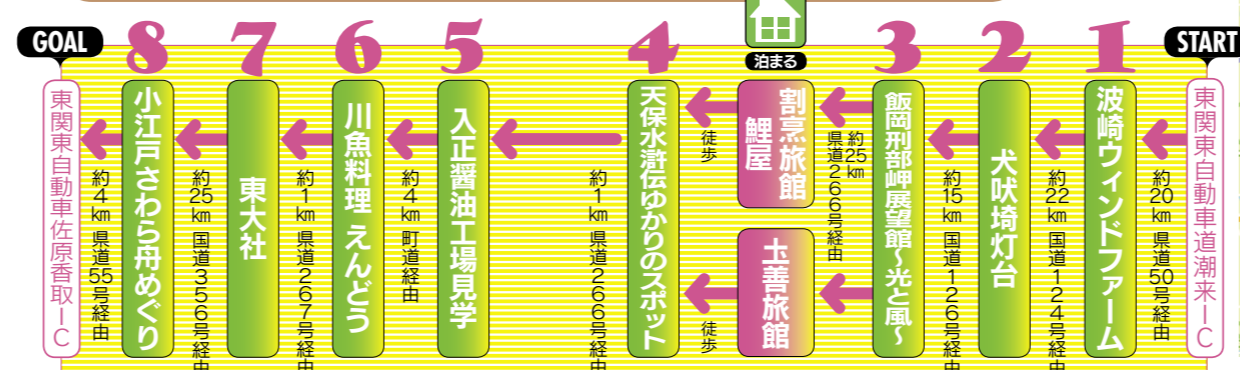 START
東関東自動車道潮来IC
約20km 県道50号経由
1
波崎ウィンドファーム
約22km 国道124号経由
2
犬吠埼灯台
約15km 国道126号経由
3
飯岡刑部岬展望館〜光と風〜
約25km
県道266号経由
泊まる
割烹旅館
鯉屋
土善旅館
徒歩
徒歩
4
天保水滸伝ゆかりのスポット
約1km 県道266号経由
5
入正醤油工場見学
約4km 町道経由
6
川魚料理 えんどう
約1km 県道267号経由
7
東大社
約25km 国道356号経由
8
小江戸さわら舟めぐり
約4km 県道55号経由
GOAL
東関東自動車佐原香取IC